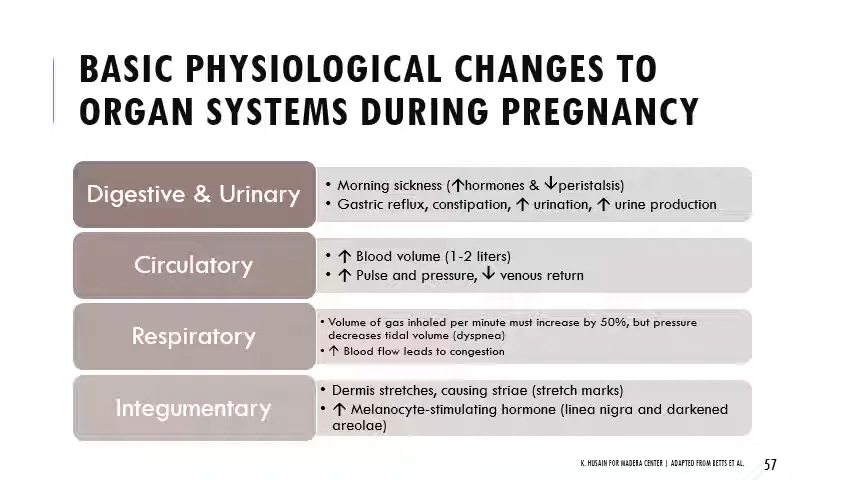 BASIC PHYSIOLOGICAL CHANGES TO
ORGAN SYSTEMS DURING PREGNANCY
Digestive & Urinary
• Morning sickness (↑hormones & ↓peristalsis)
• Gastric reflux, constipation, ↑ urination, ↑ urine production
Circulatory
• ↑ Blood volume (1-2 liters)
• ↑ Pulse and pressure, ↓ venous return
Respiratory
• Volume of gas inhaled per minute must increase by 50%, but pressure
decreases tidal volume (dyspnea)
• ↑ Blood flow leads to congestion
Integumentary
• Dermis stretches, causing striae (stretch marks)
• ↑ Melanocyte-stimulating hormone (linea nigra and darkened
areolae)
K. HUSAIN FOR MADERA CENTER | ADAPTED FROM BETTS ET AL.
57